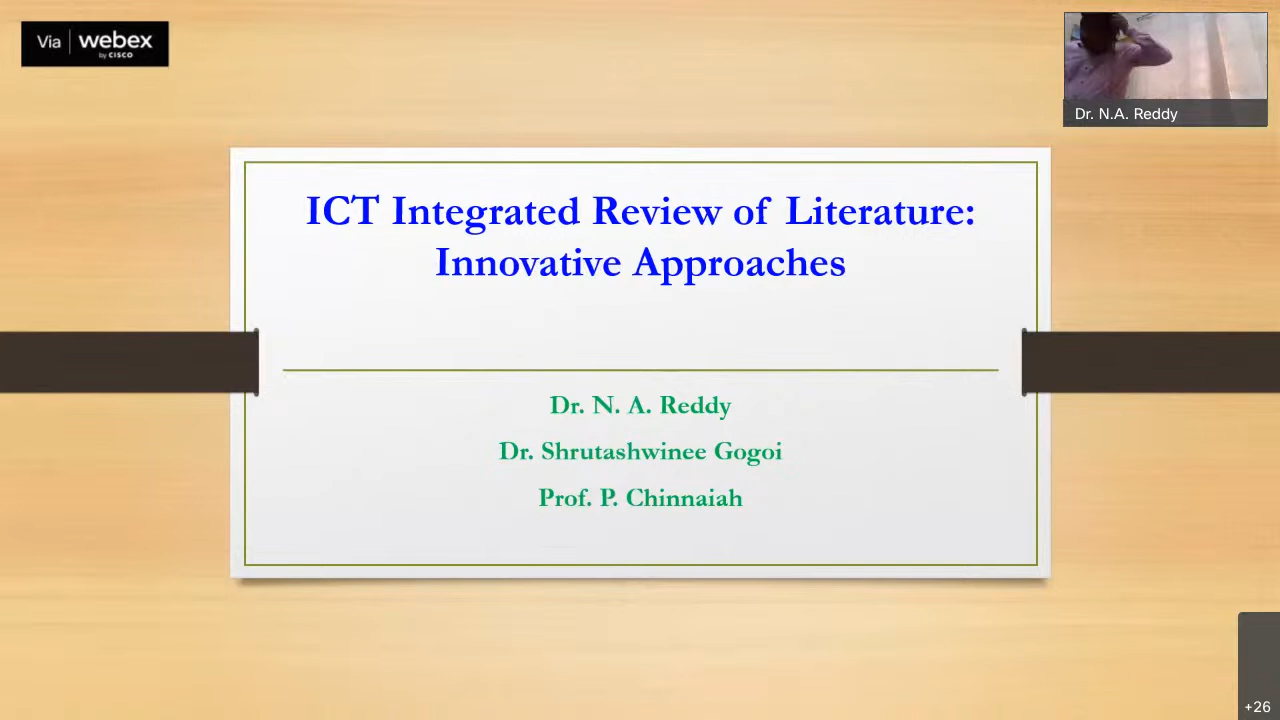 Via webex
by CISCO
Dr. N.A. Reddy
ICT Integrated Review of Literature:
Innovative Approaches
Dr. N. A. Reddy
Dr. Shrutashwinee Gogoi
Prof. P. Chinnaiah
+26